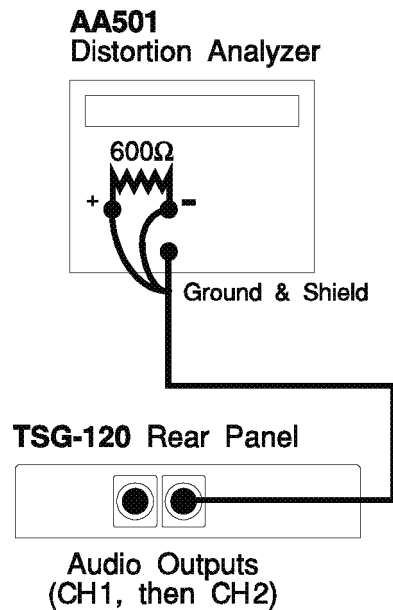 AA501
Distortion Analyzer
600Ω
+ -
Ground & Shield
TSG-120 Rear Panel
Audio Outputs
(CH1, then CH2)